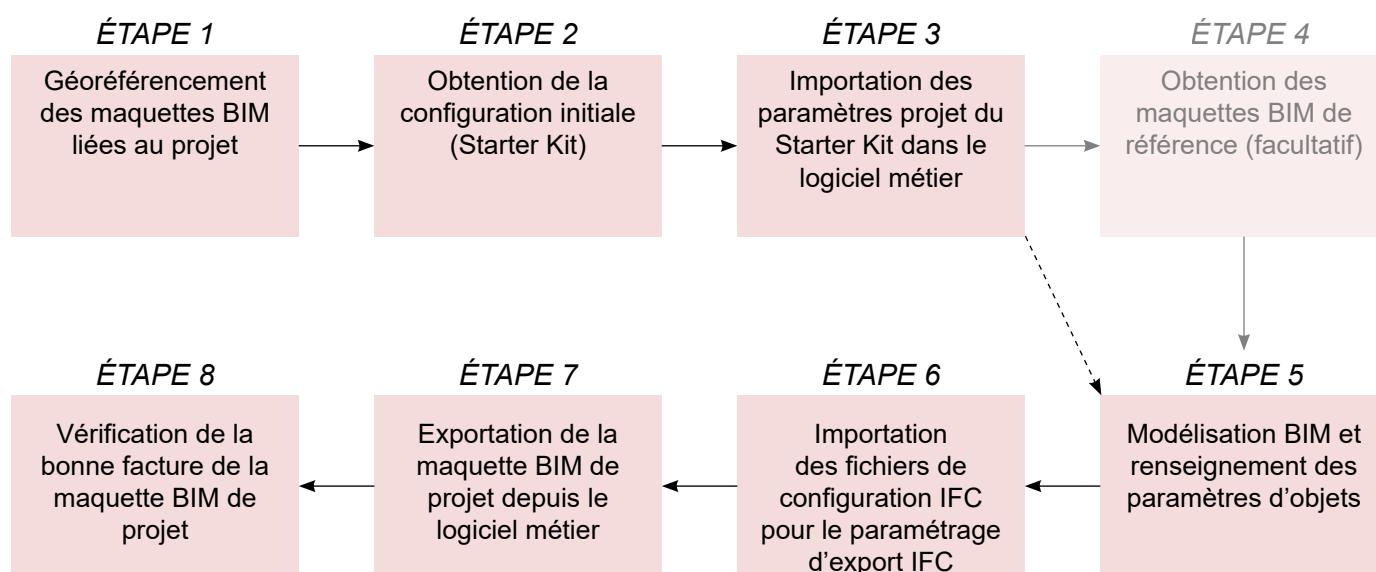 ÉTAPE 1
Géoréférencement
des maquettes BIM
liées au projet
ÉTAPE 2
Obtention de la
configuration initiale
(Starter Kit)
ÉTAPE 3
Importation des
paramètres projet du
Starter Kit dans le
logiciel métier
ÉTAPE 4
Obtention des
maquettes BIM de
référence (facultatif)
ÉTAPE 5
Modélisation BIM et
renseignement des
paramètres d’objets
ÉTAPE 6
Importation
des fichiers de
configuration IFC
pour le paramétrage
d’export IFC
ÉTAPE 7
Exportation de la
maquette BIM de
projet depuis le
logiciel métier
ÉTAPE 8
Vérification de la
bonne facture de la
maquette BIM de
projet